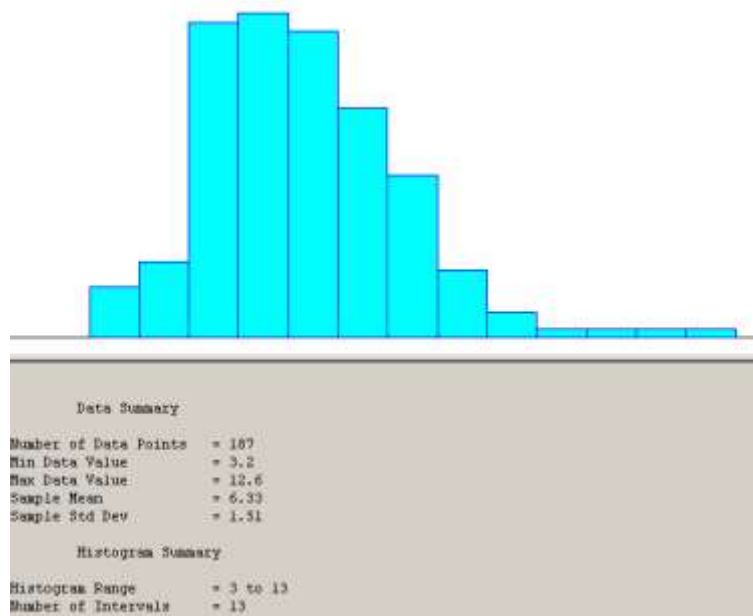 Data Summary
Number of Data Points = 187
Min Data Value = 3.2
Max Data Value = 12.6
Sample Mean = 6.33
Sample Std Dev = 1.51
Histogram Summary
Histogram Range = 3 to 13
Number of Intervals = 13